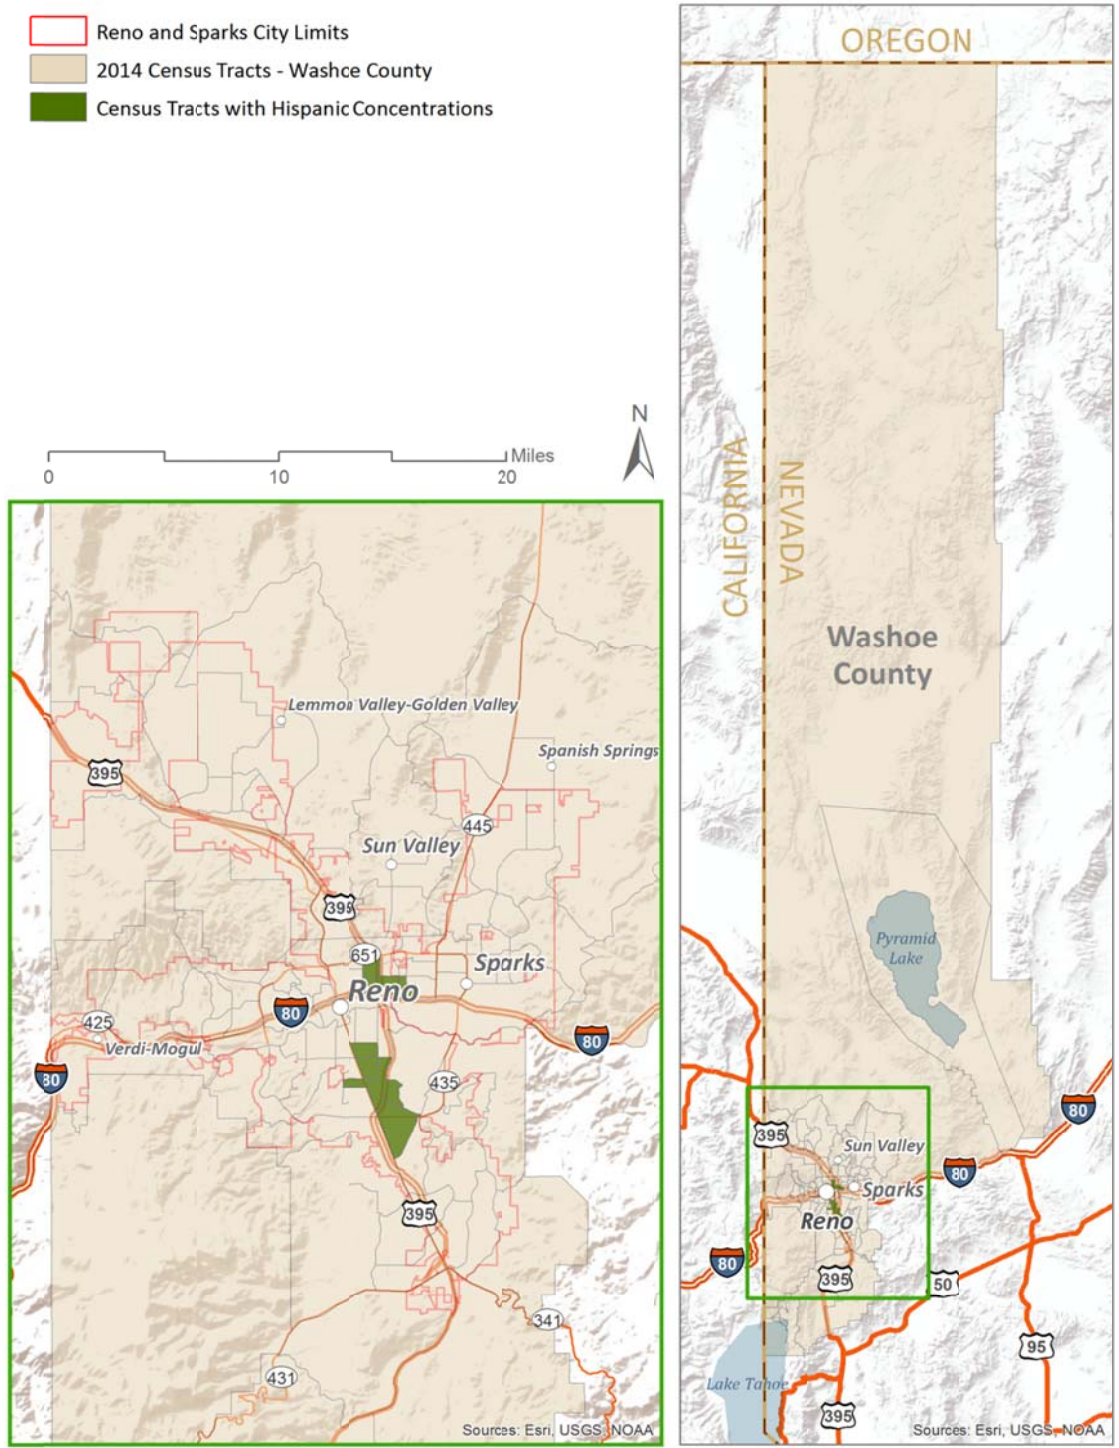 Reno and Sparks City Limits
2014 Census Tracts - Washoe County
Census Tracts with Hispanic Concentrations
N
Miles
0
10
20
Lemmon Valley-Golden Valley
Spanish Springs
395
445
Sun Valley
395
651
Sparks
Reno
80
425
80
Verdi-Mogul
80
435
395
341
431
Sources: Esri, USGS, NOAA
OREGON
CALIFORNIA
NEVADA
Washoe
County
Pyramid
Lake
80
395
Sun Valley
80
Sparks
Reno
80
395
50
95
Lake Tahoe
395
Sources: Esri, USGS, NOAA